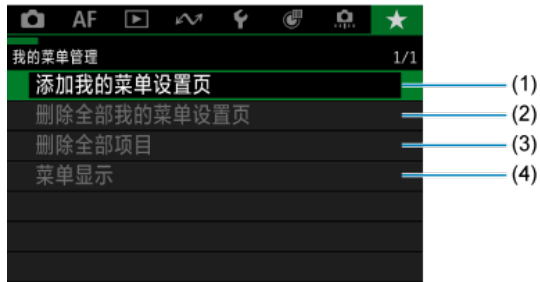 AF
我的菜单管理 1/1
添加我的菜单设置页 (1)
删除全部我的菜单设置页 (2)
删除全部项目 (3)
菜单显示 (4)